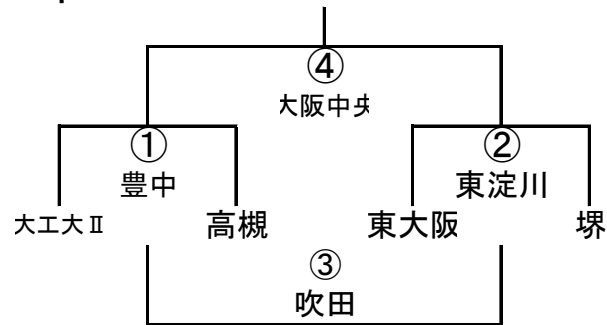 ④
大阪中央
①
②
豊中
東淀川
大工大Ⅱ
高槻
東大阪
堺
③
吹田